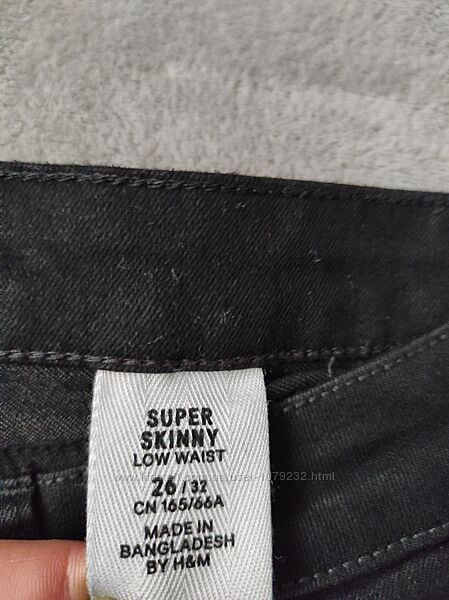 SUPER
SKINNY
LOW WAIST
26/32
CN 165/66A
MADE IN
BANGLADESH
BY H&M